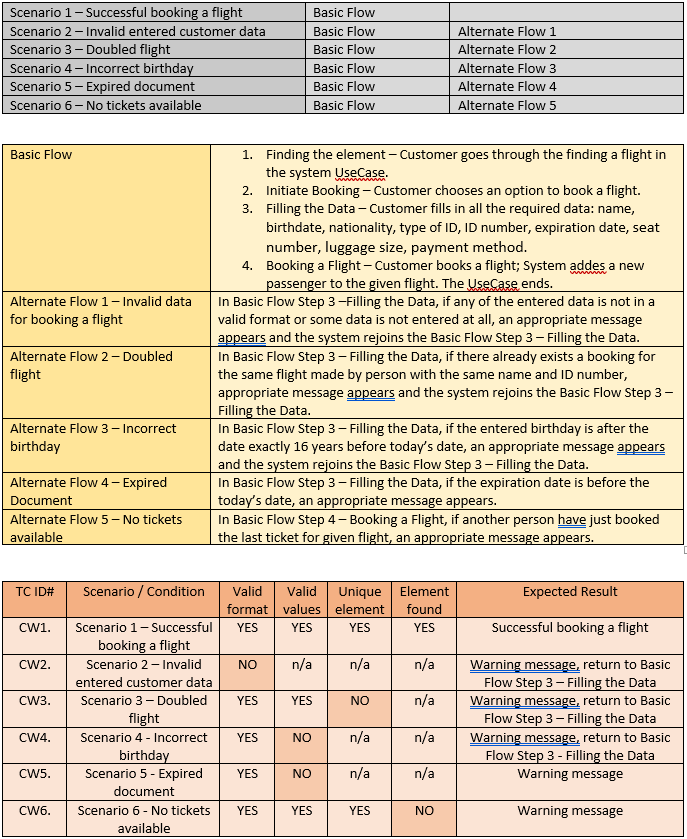 Scenario 1 – Successful booking a flight Basic Flow
Scenario 2 – Invalid entered customer data Basic Flow Alternate Flow 1
Scenario 3 – Doubled flight Basic Flow Alternate Flow 2
Scenario 4 – Incorrect birthday Basic Flow Alternate Flow 3
Scenario 5 – Expired document Basic Flow Alternate Flow 4
Scenario 6 – No tickets available Basic Flow Alternate Flow 5
Basic Flow
1. Finding the element – Customer goes through the finding a flight in
the system UseCase.
2. Initiate Booking – Customer chooses an option to book a flight.
3. Filling the Data – Customer fills in all the required data: name,
birthdate, nationality, type of ID, ID number, expiration date, seat
number, luggage size, payment method.
4. Booking a Flight – Customer books a flight; System addes a new
passenger to the given flight. The UseCase ends.
Alternate Flow 1 – Invalid data
for booking a flight
In Basic Flow Step 3 –Filling the Data, if any of the entered data is not in a
valid format or some data is not entered at all, an appropriate message
appears and the system rejoins the Basic Flow Step 3 – Filling the Data.
Alternate Flow 2 – Doubled
flight
In Basic Flow Step 3 – Filling the Data, if there already exists a booking for
the same flight made by person with the same name and ID number,
appropriate message appears and the system rejoins the Basic Flow Step 3 –
Filling the Data.
Alternate Flow 3 – Incorrect
birthday
In Basic Flow Step 3 – Filling the Data, if the entered birthday is after the
date exactly 16 years before today's date, an appropriate message appears
and the system rejoins the Basic Flow Step 3 – Filling the Data.
Alternate Flow 4 – Expired
Document
In Basic Flow Step 3 – Filling the Data, if the expiration date is before the
today's date, an appropriate message appears.
Alternate Flow 5 – No tickets
available
In Basic Flow Step 4 – Booking a Flight, if another person have just booked
the last ticket for given flight, an appropriate message appears.
TC ID# Scenario / Condition Valid format Valid values Unique element Element found Expected Result
CW1. Scenario 1 – Successful booking a flight YES YES YES YES Successful booking a flight
CW2. Scenario 2 – Invalid entered customer data NO n/a n/a n/a Warning message, return to Basic Flow Step 3 – Filling the Data
CW3. Scenario 3 – Doubled flight YES YES NO n/a Warning message, return to Basic Flow Step 3 – Filling the Data
CW4. Scenario 4 - Incorrect birthday YES NO n/a n/a Warning message, return to Basic Flow Step 3 - Filling the Data
CW5. Scenario 5 - Expired document YES NO n/a n/a Warning message
CW6. Scenario 6 - No tickets available YES YES YES NO Warning message